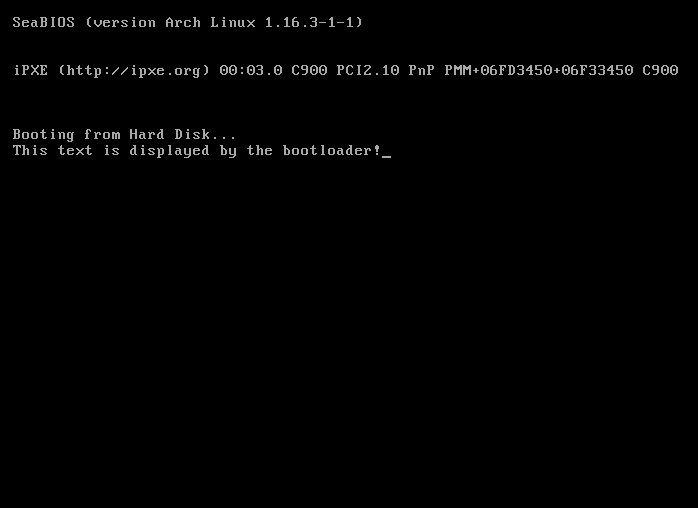 SeaBIOS (version Arch Linux 1.16.3-1-1)
iPXE (http://ipxe.org) 00:03.0 C900 PCI2.10 PnP PMM+06FD3450+06F33450 C900
Booting from Hard Disk...
This text is displayed by the bootloader!_